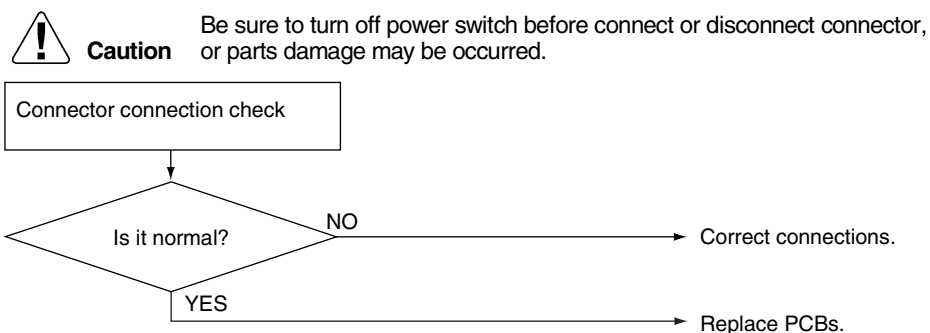 Be sure to turn off power switch before connect or disconnect connector,
Caution or parts damage may be occurred.
Connector connection check
Is it normal?
NO
Correct connections.
YES
Replace PCBs.